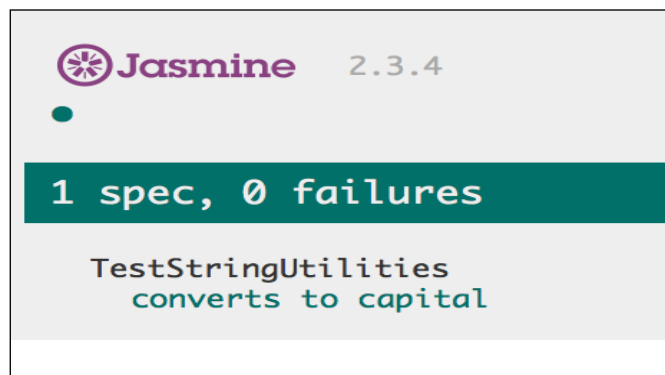 Jasmine 2.3.4
1 spec, 0 failures
TestStringUtilities
converts to capital